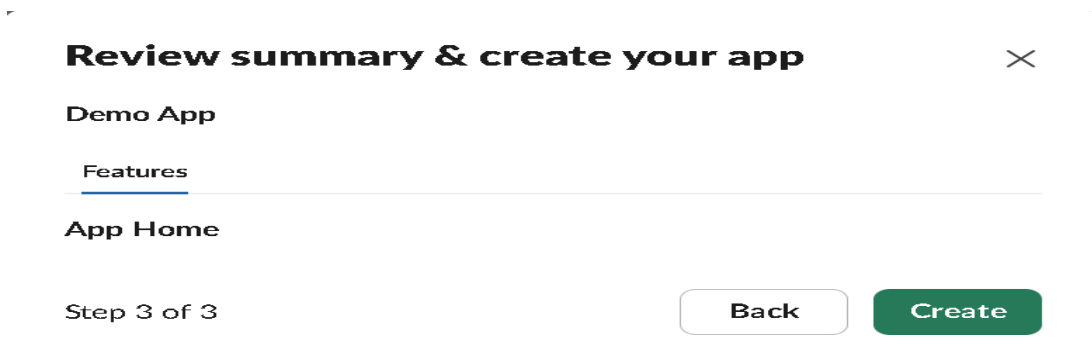 Review summary & create your app
Demo App
Features
App Home
Step 3 of 3
Back
Create